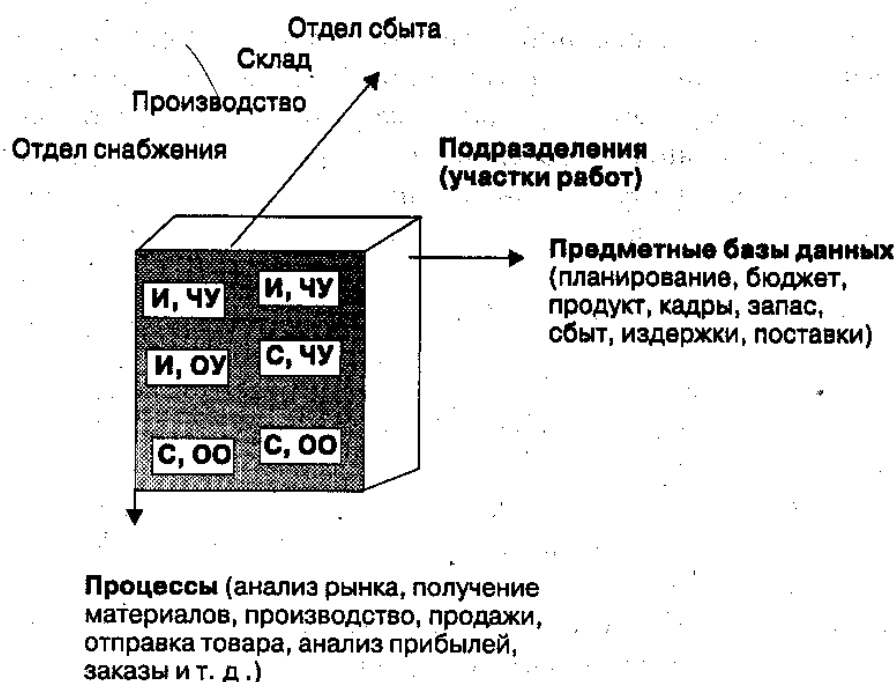 Отдел сбыта
Склад
Производство
Отдел снабжения
Подразделения
(участки работ)
Предметные базы данных
(планирование, бюджет,
продукт, кадры, запас,
сбыт, издержки, поставки)
И, ЧУ
И, ЧУ
И, ОУ
С, ЧУ
С, ОО
С, ОО
Процессы (анализ рынка, получение
материалов, производство, продажи,
отправка товара, анализ прибылей,
заказы и т. д .)